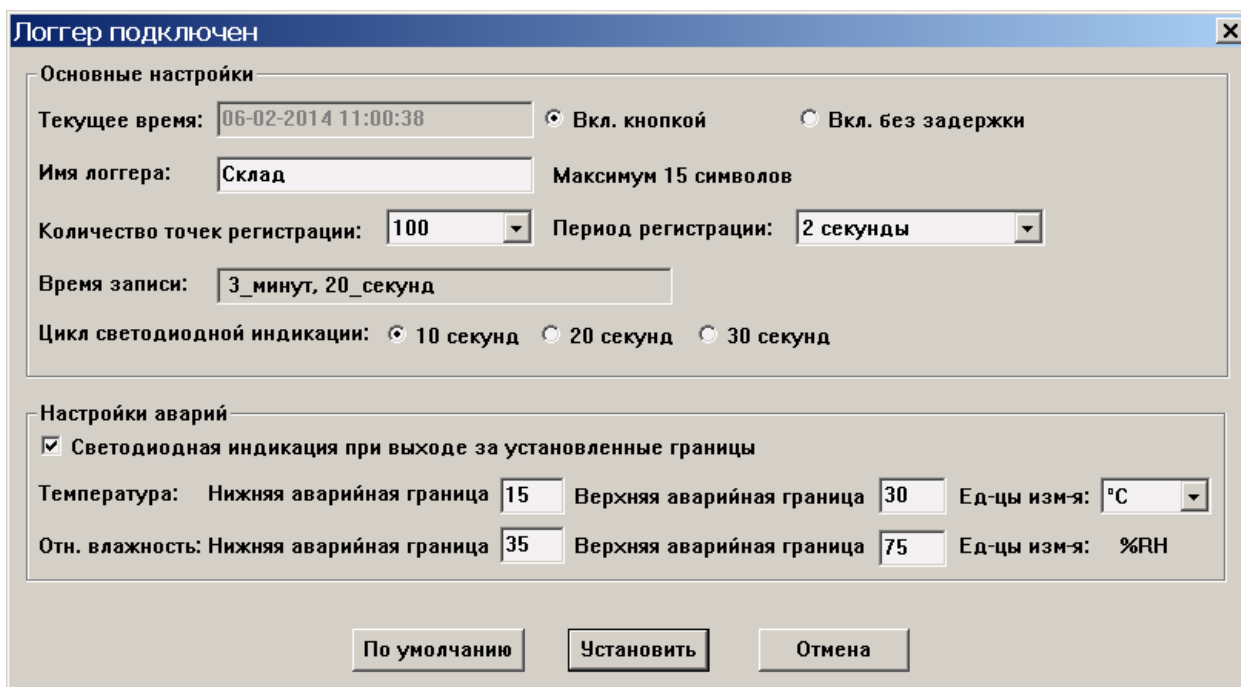 Логгер подключен
Основные настройки
Текущее время: 06-02-2014 11:00:38 Вкл. кнопкой Вкл. без задержки
Имя логгера: Склад Максимум 15 символов
Количество точек регистрации: 100 Период регистрации: 2 секунды
Время записи: 3_минут, 20_секунд
Цикл светодиодной индикации: 10 секунд 20 секунд 30 секунд
Настройки аварий
Светодиодная индикация при выходе за установленные границы
Температура: Нижняя аварийная граница 15 Верхняя аварийная граница 30 Ед-цы изм-я: °C
Отн. влажность: Нижняя аварийная граница 35 Верхняя аварийная граница 75 Ед-цы изм-я: %RH
По умолчанию Установить Отмена